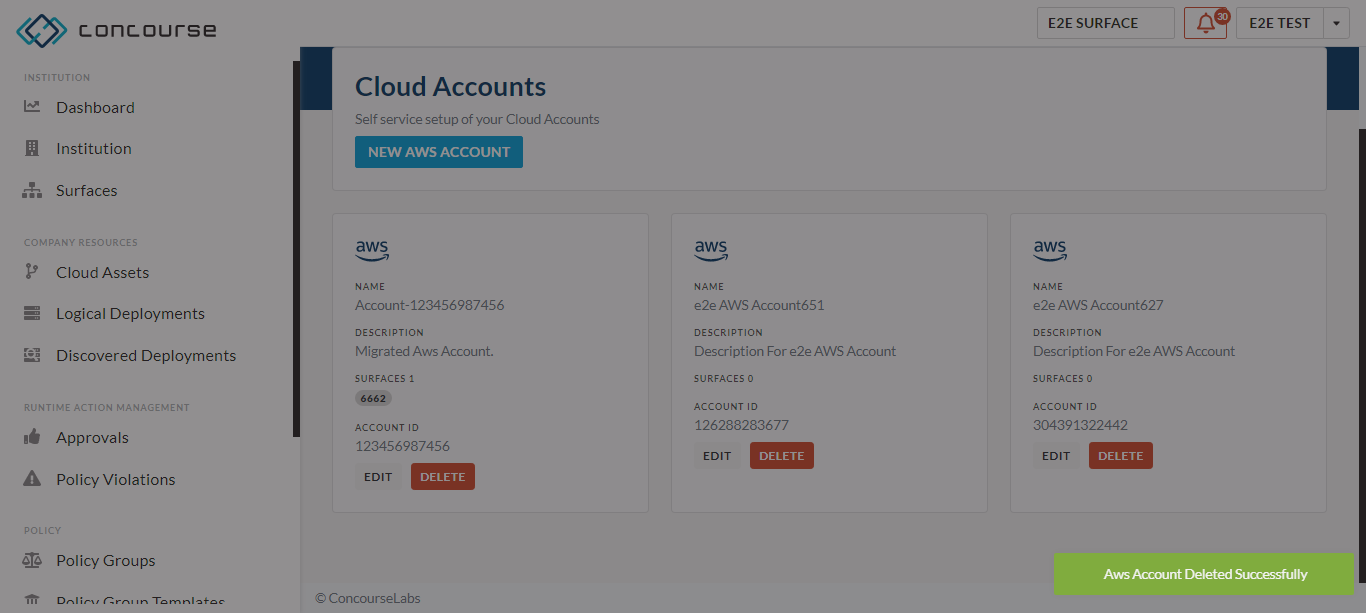 concourse
E2E SURFACE
30
E2E TEST
INSTITUTION
Dashboard
Institution
Surfaces
COMPANY RESOURCES
Cloud Assets
Logical Deployments
Discovered Deployments
RUNTIME ACTION MANAGEMENT
Approvals
Policy Violations
POLICY
Policy Groups
Policy Group Templates
Cloud Accounts
Self service setup of your Cloud Accounts
NEW AWS ACCOUNT
aws
NAME
Account-123456987456
DESCRIPTION
Migrated Aws Account.
SURFACES 1
6662
ACCOUNT ID
123456987456
EDIT DELETE
aws
NAME
e2e AWS Account651
DESCRIPTION
Description For e2e AWS Account
SURFACES 0
ACCOUNT ID
126288283677
EDIT DELETE
aws
NAME
e2e AWS Account627
DESCRIPTION
Description For e2e AWS Account
SURFACES 0
ACCOUNT ID
304391322442
EDIT DELETE
Aws Account Deleted Successfully
© ConcourseLabs